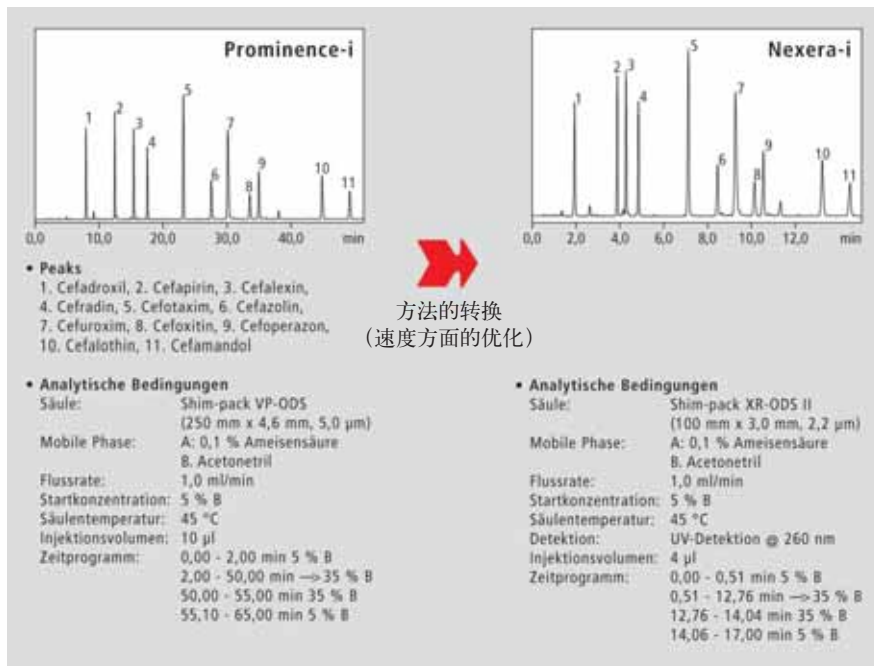 Prominence-i
1
2
3
4
5
6
7
8
9
10
11
0,0 10,0 20,0 30,0 40,0 min
Nexera-i
1
2
3
4
5
6
7
8
9
10
11
0,0 2,0 4,0 6,0 8,0 10,0 12,0 min
• Peaks
1. Cefadroxil, 2. Cefapirin, 3. Cefalexin,
4. Cefradin, 5. Cefotaxim, 6. Cefazolin,
7. Cefuroxim, 8. Cefoxitin, 9. Cefoperazon,
10. Cefalothin, 11. Cefamandol
方法的转换
(速度方面的优化)
• Analytische Bedingungen
Säule: Shim-pack VP-ODS
(250 mm x 4,6 mm, 5,0 µm)
Mobile Phase: A: 0,1 % Ameisensäure
B. Acetonetril
Flussrate: 1,0 ml/min
Startkonzentration: 5 % B
Säulentemperatur: 45 °C
Injektionsvolumen: 10 µl
Zeitprogramm: 0,00 - 2,00 min 5 % B
2,00 - 50,00 min —>35 % B
50,00 - 55,00 min 35 % B
55,10 - 65,00 min 5 % B
• Analytische Bedingungen
Säule: Shim-pack XR-ODS II
(100 mm x 3,0 mm, 2,2 µm)
Mobile Phase: A: 0,1 % Ameisensäure
B. Acetonetril
Flussrate: 1,0 ml/min
Startkonzentration: 5 % B
Säulentemperatur: 45 °C
Detektion: UV-Detektion @ 260 nm
Injektionsvolumen: 4 µl
Zeitprogramm: 0,00 - 0,51 min 5 % B
0,51 - 12,76 min —>35 % B
12,76 - 14,04 min 35 % B
14,06 - 17,00 min 5 % B